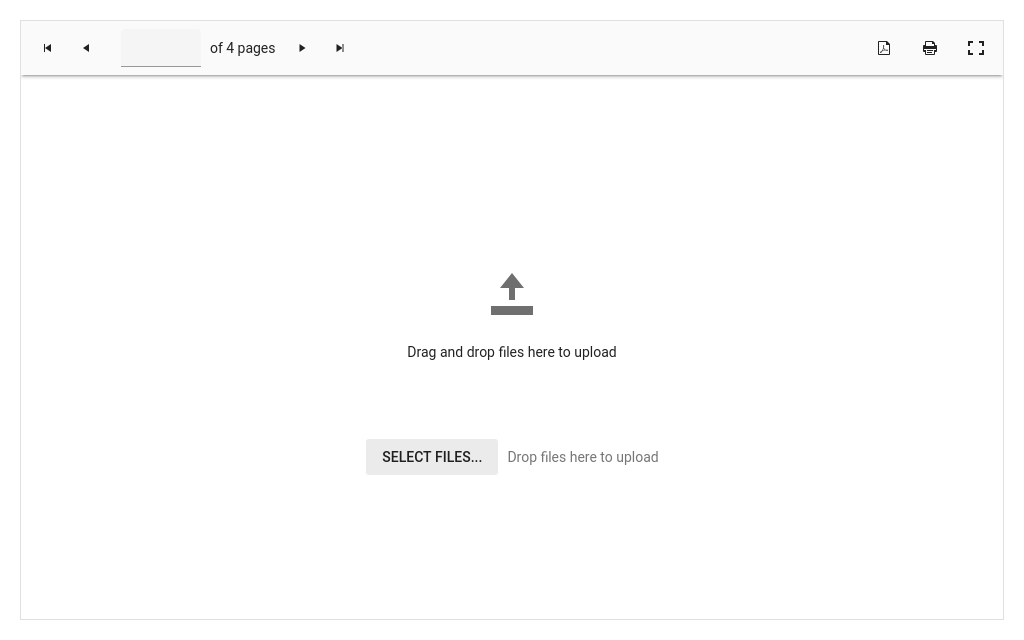 of 4 pages
Drag and drop files here to upload
SELECT FILES... Drop files here to upload